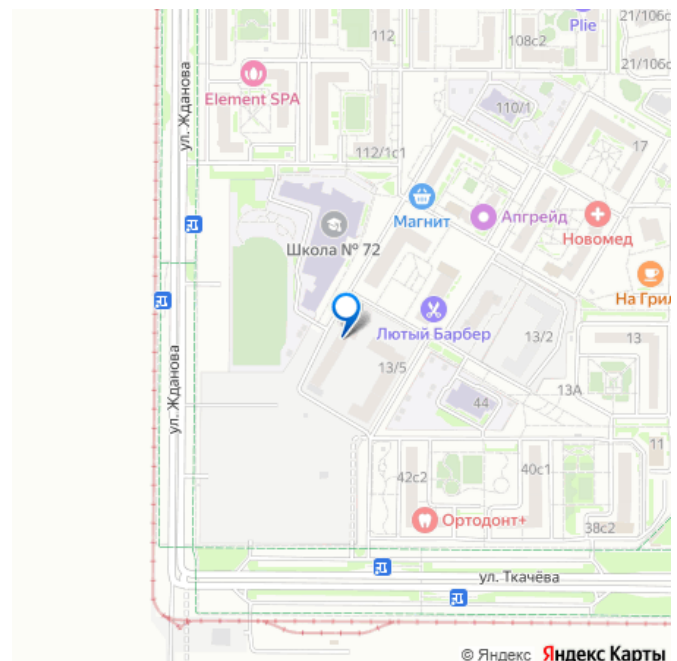 Plie
21/106с
112
108с2
Element SPA
21/106с
110/1
ул. Жданова
17
112/1с1
Магнит
Апгрейд
Новомед
Школа № 72
На Грил
Лютый Барбер
13/2
13
ул. Жданова
13/5
13А
44
11
42с2
40с1
Ортодонт+
38с2
ул. Ткачёва
© Яндекс Яндекс Карты